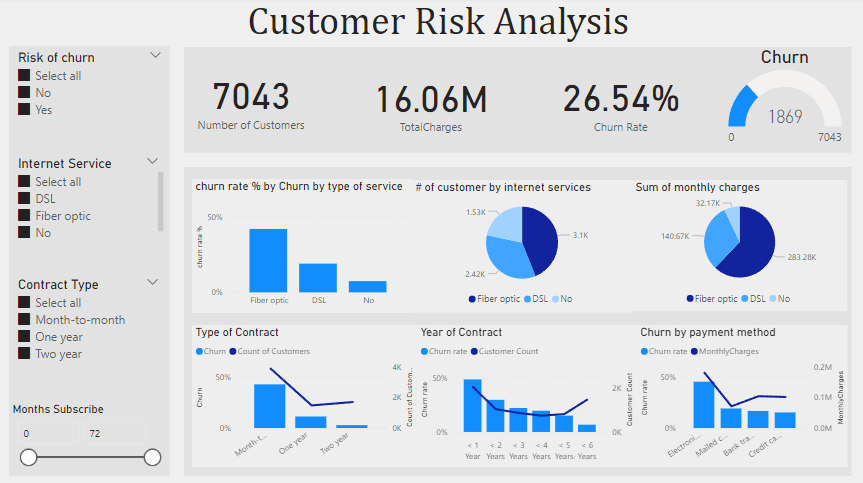 Customer Risk Analysis
Risk of churn
Select all
No
Yes
Internet Service
Select all
DSL
Fiber optic
No
Contract Type
Select all
Month-to-month
One year
Two year
Months Subscribe
0 72
7043
Number of Customers
16.06M
TotalCharges
26.54%
Churn Rate
Churn
1869
0 7043
churn rate % by Churn by type of service
churn rate %
50%
0%
Fiber optic DSL No
# of customer by internet services
1.53K
3.1K
2.42K
Fiber optic DSL No
Sum of monthly charges
32.17K
140.67K
283.28K
Fiber optic DSL No
Type of Contract
Churn Count of Customers
Churn
50%
0%
4K
2K
0K
Count of Custom...
Month-t... One year Two year
Year of Contract
Churn rate Customer Count
Churn rate
50%
0%
2K
0K
Customer Count
< 1 < 2 < 3 < 4 < 5 < 6
Year Years Years Years Years Years
Churn by payment method
Churn rate MonthlyCharges
Churn rate
50%
0%
0.2M
0.1M
0.0M
MonthlyCharges
Electroni... Mailed c... Bank tra... Credit ca...